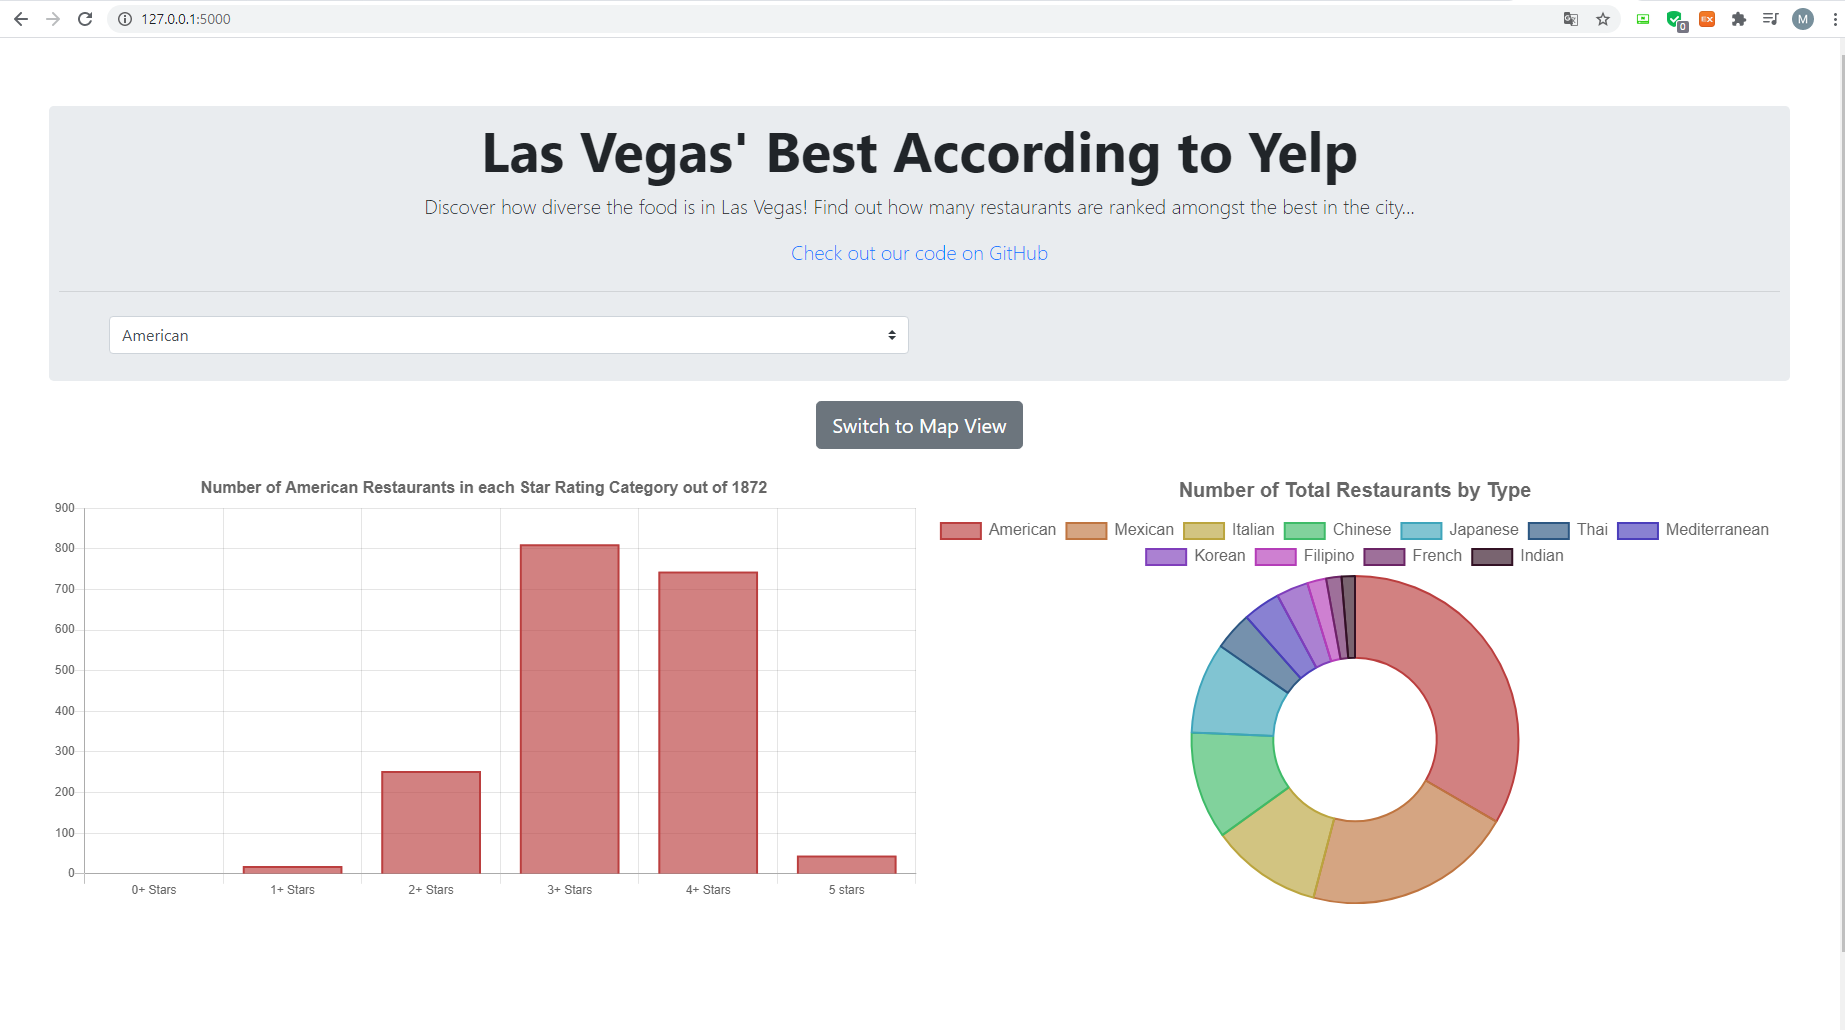 127.0.0.1:5000
0
M
Las Vegas' Best According to Yelp
Discover how diverse the food is in Las Vegas! Find out how many restaurants are ranked amongst the best in the city...
Check out our code on GitHub
American
Switch to Map View
Number of American Restaurants in each Star Rating Category out of 1872
900
800
700
600
500
400
300
200
100
0
0+ Stars 1+ Stars 2+ Stars 3+ Stars 4+ Stars 5 stars
Number of Total Restaurants by Type
American Mexican Italian Chinese Japanese Thai Mediterranean
Korean Filipino French Indian